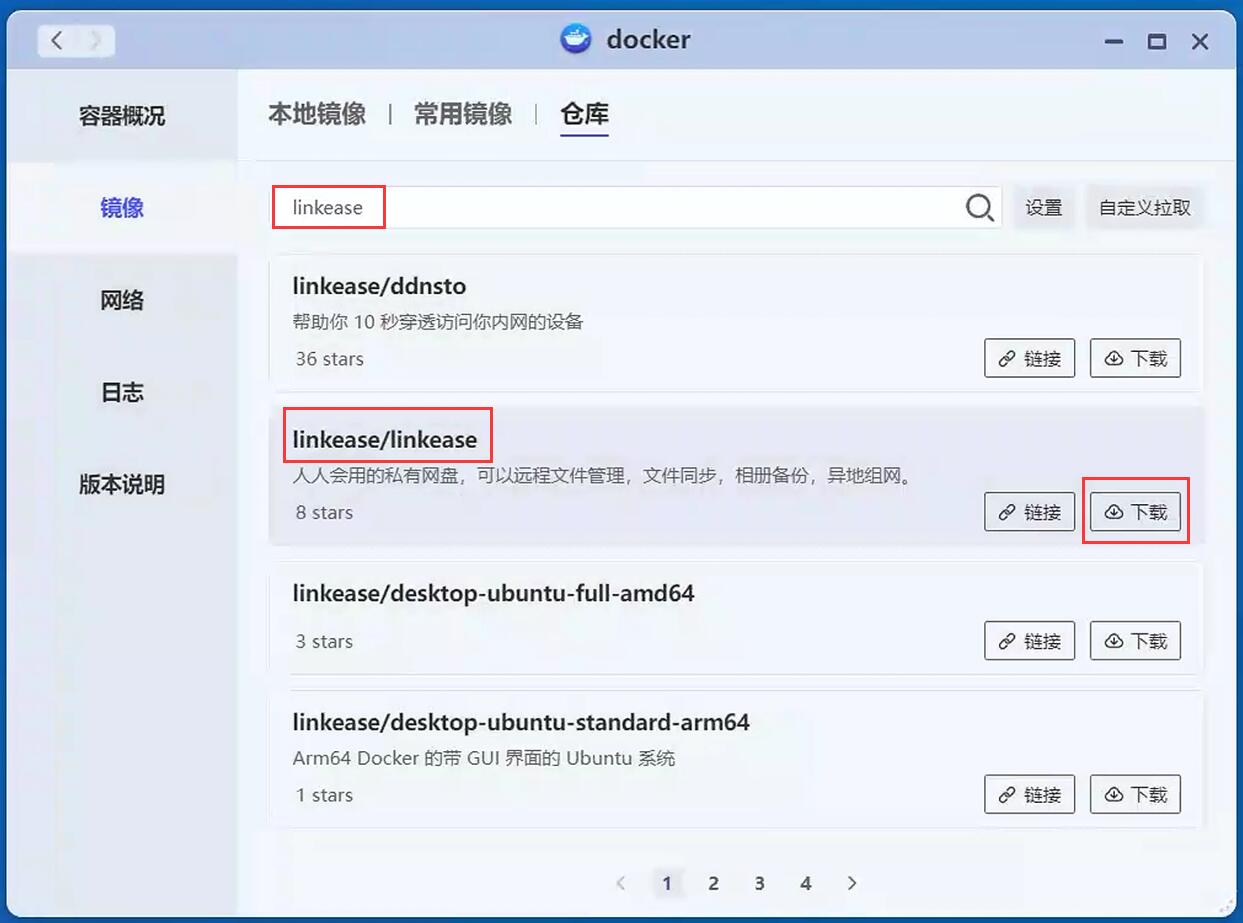 docker
容器概况
镜像
网络
日志
版本说明
本地镜像 | 常用镜像 | 仓库
linkease
设置
自定义拉取
linkease/ddnsto
帮助你 10 秒穿透访问你内网的设备
36 stars
链接
下载
linkease/linkease
人人会用的私有网盘，可以远程文件管理，文件同步，相册备份，异地组网。
8 stars
链接
下载
linkease/desktop-ubuntu-full-amd64
3 stars
链接
下载
linkease/desktop-ubuntu-standard-arm64
Arm64 Docker 的带 GUI 界面的 Ubuntu 系统
1 stars
链接
下载
1 2 3 4